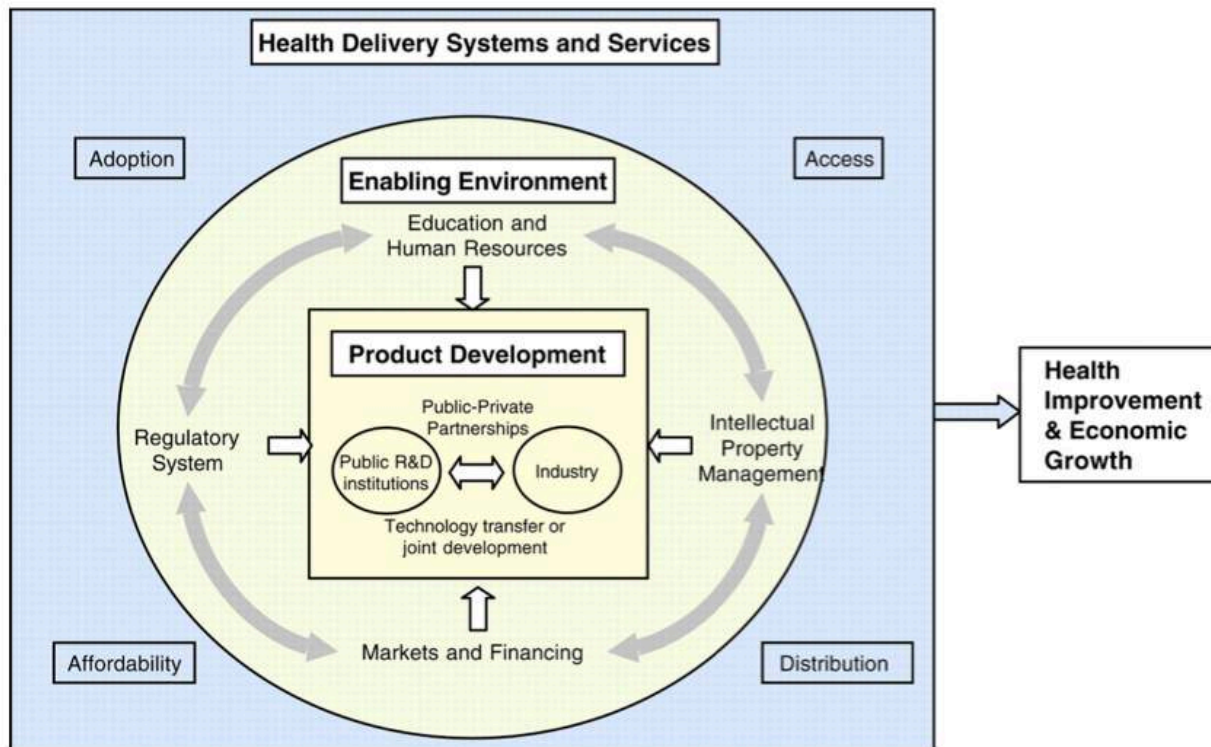 Health Delivery Systems and Services
Adoption
Access
Enabling Environment
Education and
Human Resources
Product Development
Public-Private
Partnerships
Regulatory
System
Public R&D
institutions
Industry
Intellectual
Property
Management
Technology transfer or
joint development
Markets and Financing
Affordability
Distribution
Health
Improvement
& Economic
Growth